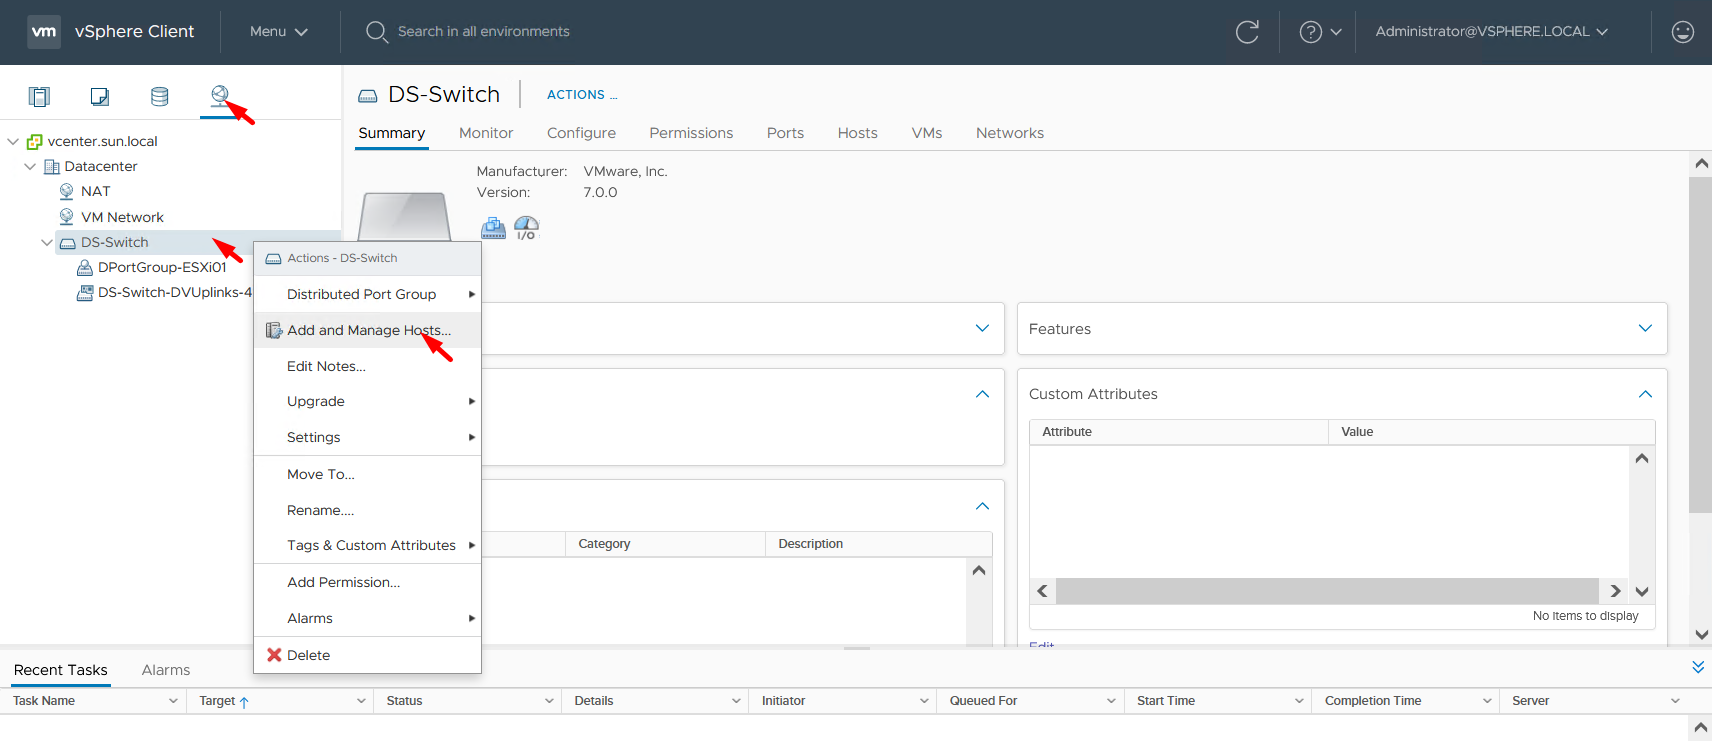 vm vSphere Client Menu Search in all environments ? Administrator@VSPHERE.LOCAL
DS-Switch ACTIONS ...
Summary Monitor Configure Permissions Ports Hosts VMs Networks
vcenter.sun.local
Datacenter
NAT
VM Network
DS-Switch
DPortGroup-ESXi01
DS-Switch-DVUplinks-4
Manufacturer: VMware, Inc.
Version: 7.0.0
I/O
Actions - DS-Switch
Distributed Port Group
Add and Manage Hosts...
Edit Notes...
Upgrade
Settings
Move To...
Rename....
Tags & Custom Attributes
Add Permission...
Alarms
Delete
Category Description
Features
Custom Attributes
Attribute Value
No items to display
Edit
Recent Tasks Alarms
Task Name Target Status Details Initiator Queued For Start Time Completion Time Server